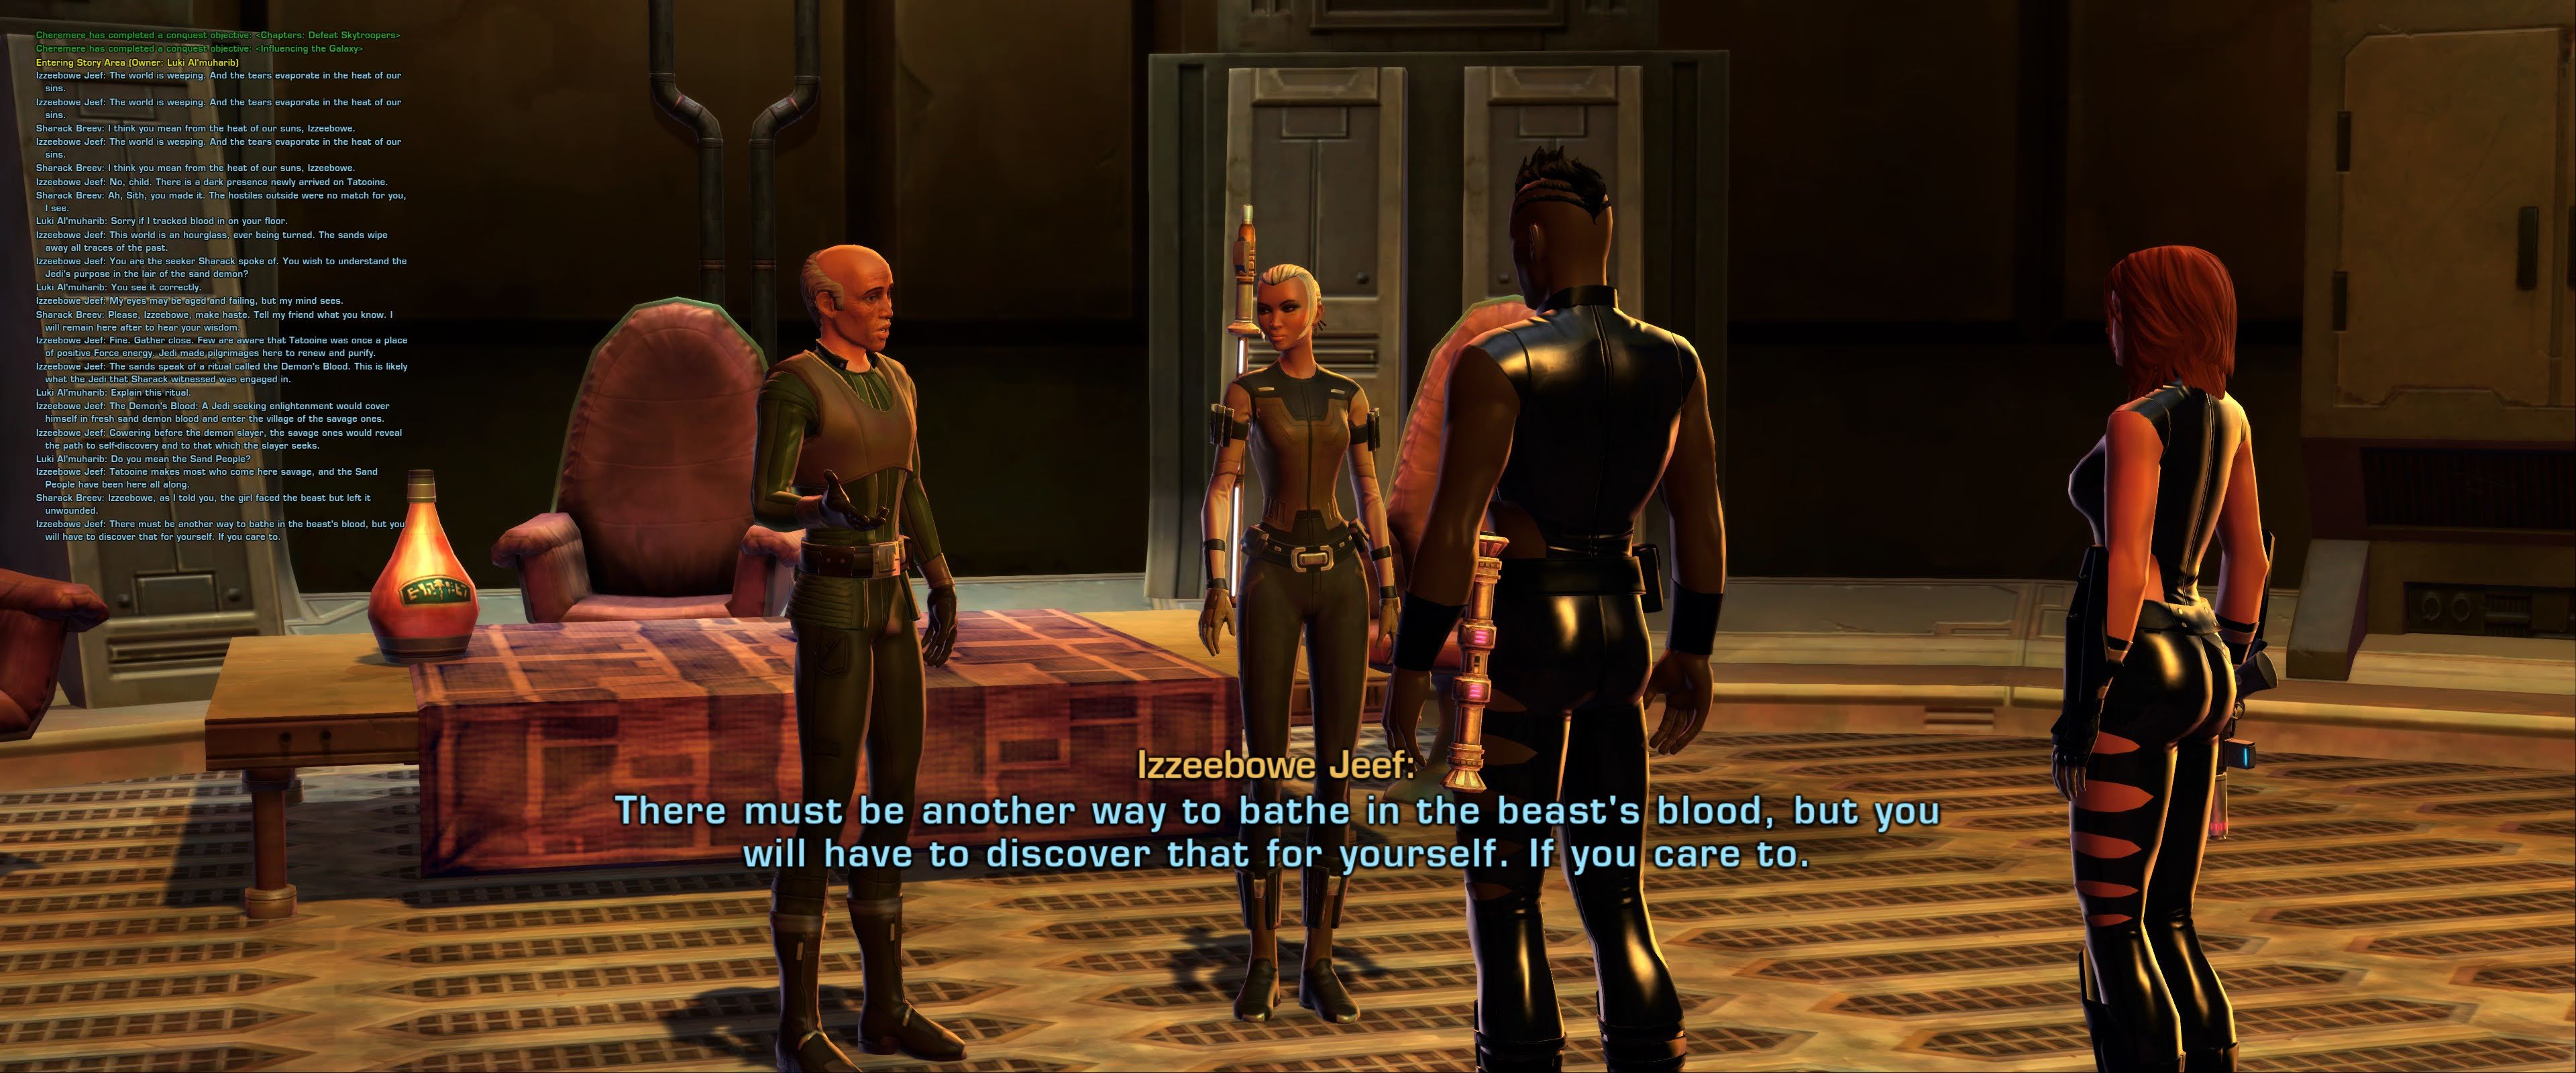 Cheremere has completed a conquest objective: <Chapters: Defeat Skytroopers>
Cheremere has completed a conquest objective: <Influencing the Galaxy>
Entering Story Area (Owner: Luki Al'muharib)
Izzeebowe Jeef: The world is weeping. And the tears evaporate in the heat of our
sins.
Izzeebowe Jeef: The world is weeping. And the tears evaporate in the heat of our
sins.
Sharack Breev: I think you mean from the heat of our suns, Izzeebowe.
Izzeebowe Jeef: The world is weeping. And the tears evaporate in the heat of our
sins.
Sharack Breev: I think you mean from the heat of our suns, Izzeebowe.
Izzeebowe Jeef: No, child. There is a dark presence newly arrived on Tatooine.
Sharack Breev: Ah, Sith, you made it. The hostiles outside were no match for you,
I see.
Luki Al'muharib: Sorry if I tracked blood in on your floor.
Izzeebowe Jeef: This world is an hourglass, ever being turned. The sands wipe
away all traces of the past.
Izzeebowe Jeef: You are the seeker Sharack spoke of. You wish to understand the
Jedi's purpose in the lair of the sand demon?
Luki Al'muharib: You see it correctly.
Izzeebowe Jeef: My eyes may be aged and failing, but my mind sees.
Sharack Breev: Please, Izzeebowe, make haste. Tell my friend what you know. I
will remain here after to hear your wisdom.
Izzeebowe Jeef: Fine. Gather close. Few are aware that Tatooine was once a place
of positive Force energy. Jedi made pilgrimages here to renew and purify.
Izzeebowe Jeef: The sands speak of a ritual called the Demon's Blood. This is likely
what the Jedi that Sharack witnessed was engaged in.
Luki Al'muharib: Explain this ritual.
Izzeebowe Jeef: The Demon's Blood: A Jedi seeking enlightenment would cover
himself in fresh sand demon blood and enter the village of the savage ones.
Izzeebowe Jeef: Cowering before the demon slayer, the savage ones would reveal
the path to self-discovery and to that which the slayer seeks.
Luki Al'muharib: Do you mean the Sand People?
Izzeebowe Jeef: Tatooine makes most who come here savage, and the Sand
People have been here all along.
Sharack Breev: Izzeebowe, as I told you, the girl faced the beast but left it
unwounded.
Izzeebowe Jeef: There must be another way to bathe in the beast's blood, but you
will have to discover that for yourself. If you care to.
Izzeebowe Jeef:
There must be another way to bathe in the beast's blood, but you
will have to discover that for yourself. If you care to.